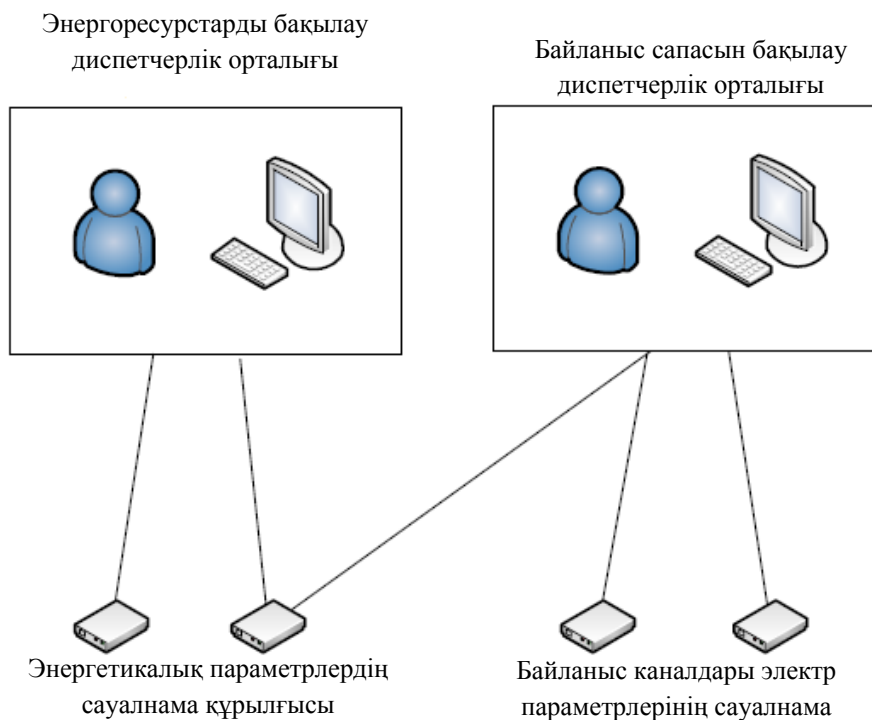 Энергоресурстарды бақылау
диспетчерлік орталығы
Байланыс сапасын бақылау
диспетчерлік орталығы
Энергетикалық параметрлердің
сауалнама құрылғысы
Байланыс каналдары электр
параметрлерінің сауалнама